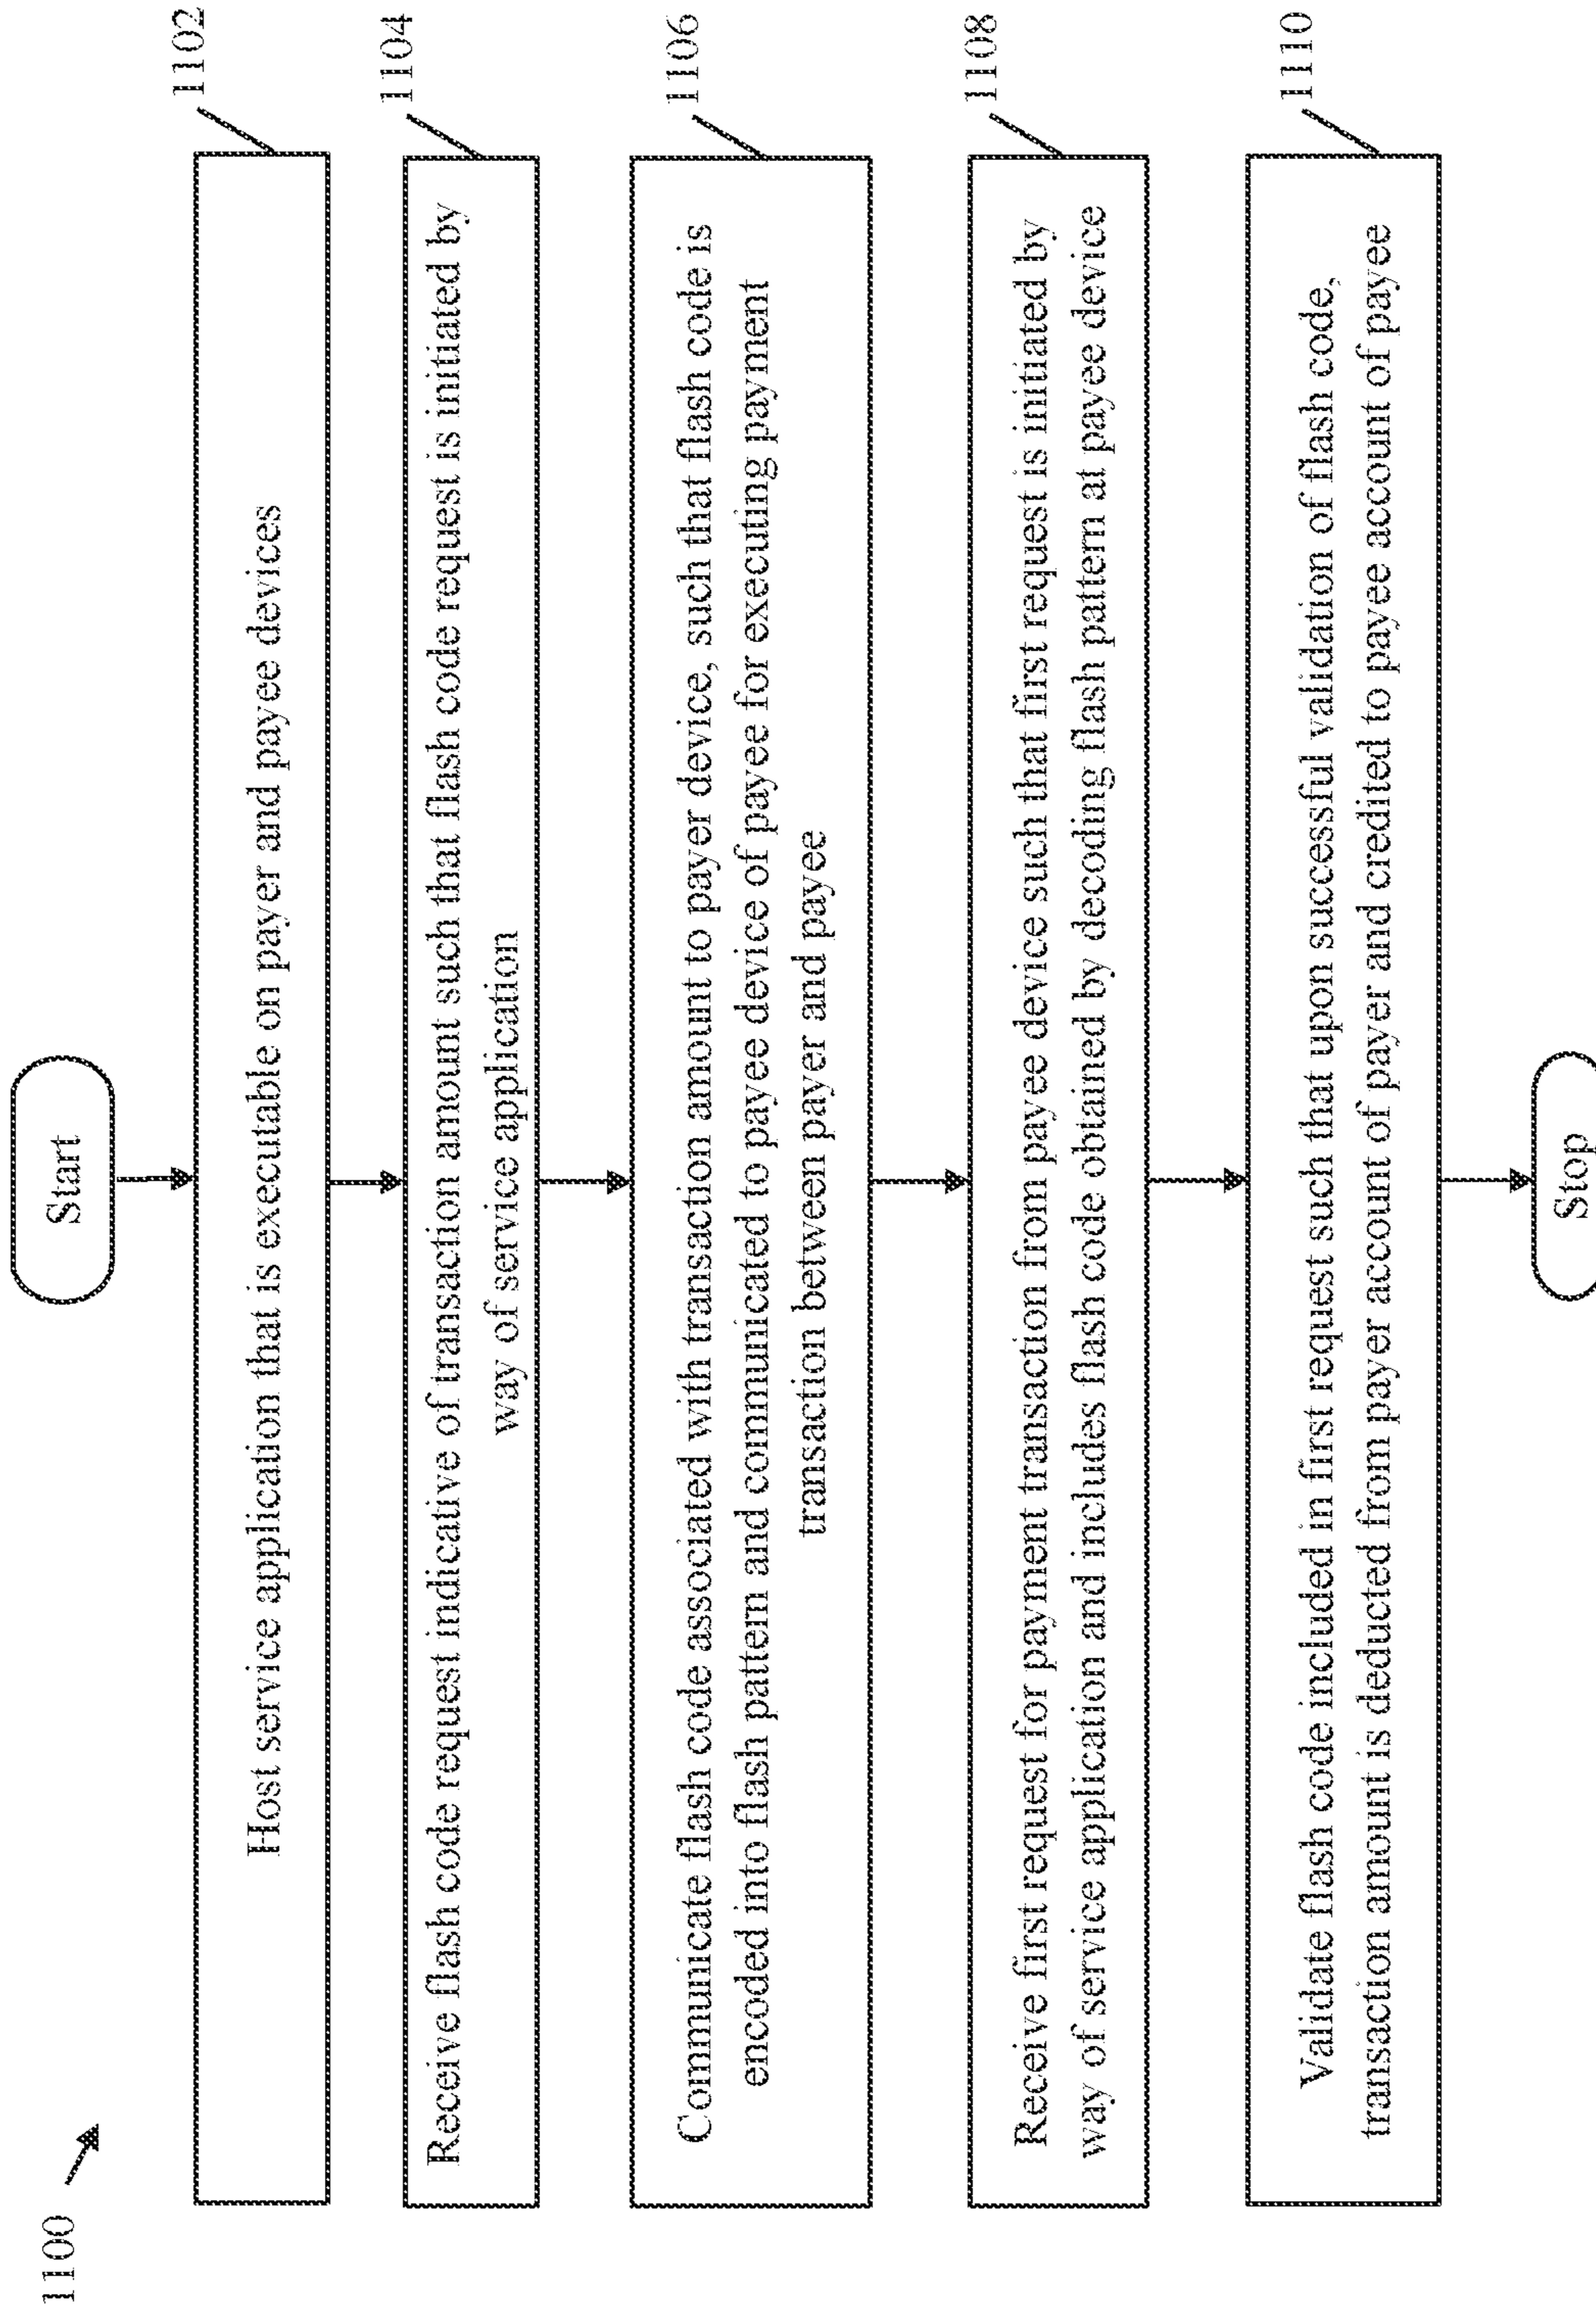 1100
Start
1102
Host service application that is executable on payer and payee devices
1104
Receive flash code request indicative of transaction amount such that flash code request is initiated by
way of service application
1106
Communicate flash code associated with transaction amount to payer device, such that flash code is
encoded into flash pattern and communicated to payee device of payee for executing payment
transaction between payer and payee
1108
Receive first request for payment transaction from payee device such that first request is initiated by
way of service application and includes flash code obtained by decoding flash pattern at payee device
1110
Validate flash code included in first request such that upon successful validation of flash code,
transaction amount is deducted from payer account of payer and credited to payee account of payee
Stop